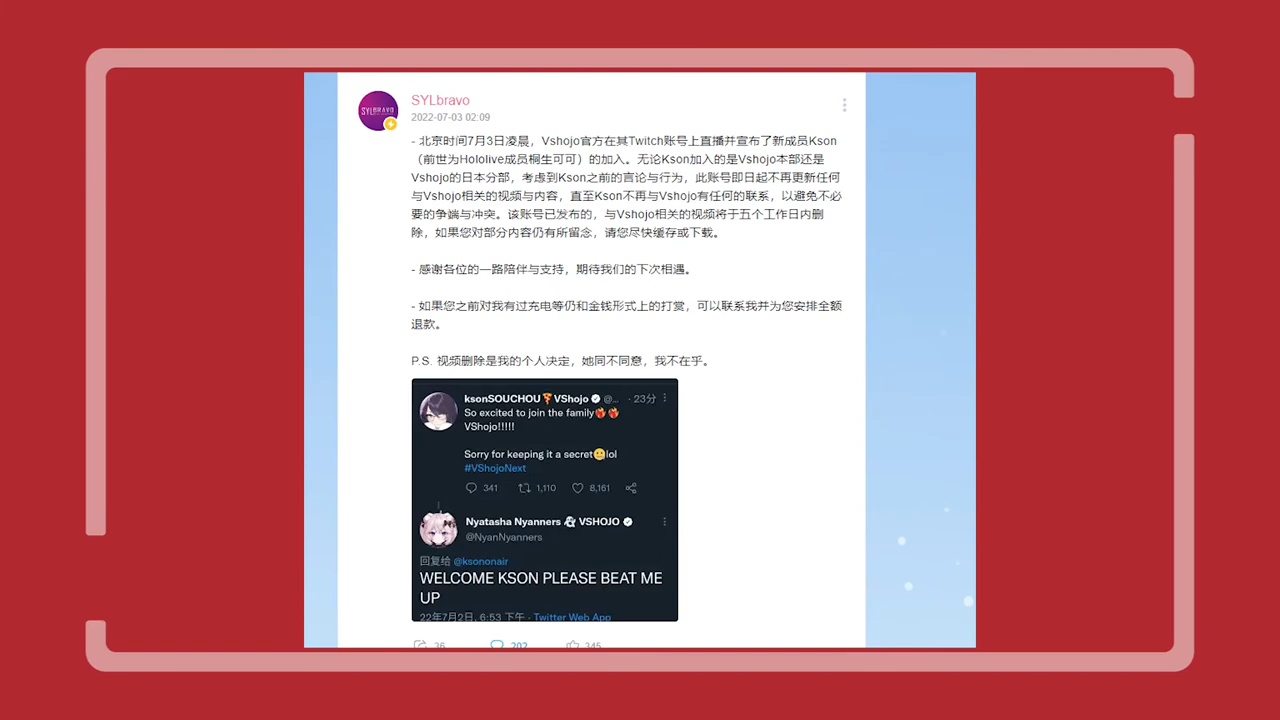 SYLBRAVO
SYLbravo
2022-07-03 02:09
- 北京时间7月3日凌晨，Vshojo官方在其Twitch账号上直播并宣布了新成员Kson
（前世为Hololive成员桐生可可）的加入。无论Kson加入的是Vshojo本部还是
Vshojo的日本分部，考虑到Kson之前的言论与行为，此账号即日起不再更新任何
与Vshojo相关的视频与内容，直至Kson不再与Vshojo有任何的联系，以避免不必
要的争端与冲突。该账号已发布的，与Vshojo相关的视频将于五个工作日内删
除，如果您对部分内容仍有所留念，请您尽快缓存或下载。
- 感谢各位的一路陪伴与支持，期待我们的下次相遇。
- 如果您之前对我有过充电等仍和金钱形式上的打赏，可以联系我并为您安排全额
退款。
P.S. 视频删除是我的个人决定，她同不同意，我不在乎。
ksonSOUCHOU🍕VShojo @... · 23分
So excited to join the family❤️‍🔥❤️‍🔥
VShojo!!!!!
Sorry for keeping it a secret🥲lol
#VShojoNext
341 1,110 8,161
Nyatasha Nyanners 👻 VSHOJO
@NyanNyanners
回复给 @ksononair
WELCOME KSON PLEASE BEAT ME
UP
22年7月2日, 6:53 下午 · Twitter Web App
36 202 345